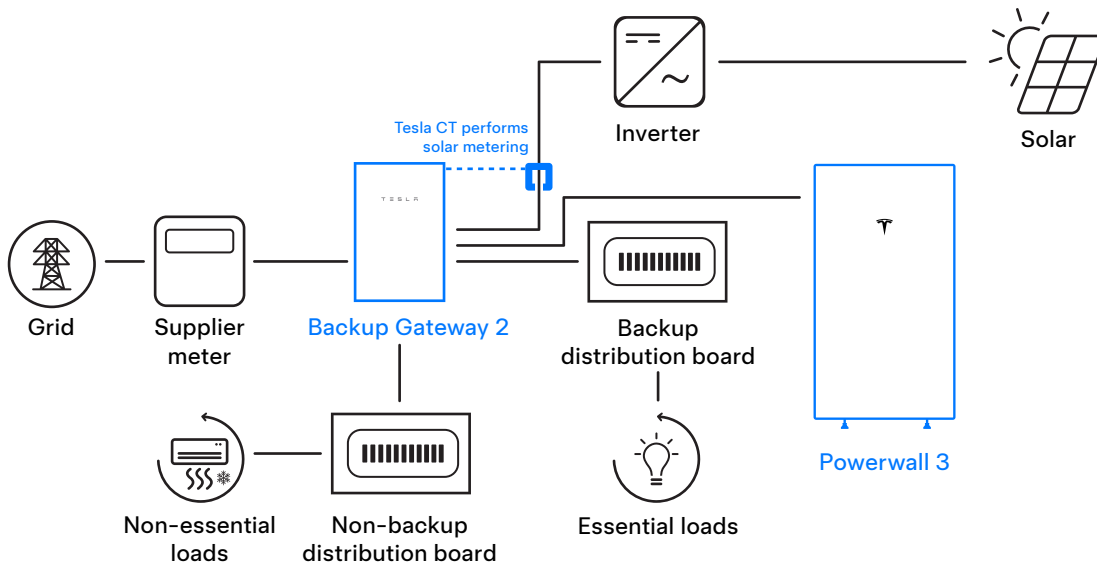 Tesla CT performs
solar metering
Inverter
Solar
TESLA
Grid
Supplier
meter
Backup Gateway 2
Backup
distribution board
Powerwall 3
Non-essential
loads
Non-backup
distribution board
Essential loads